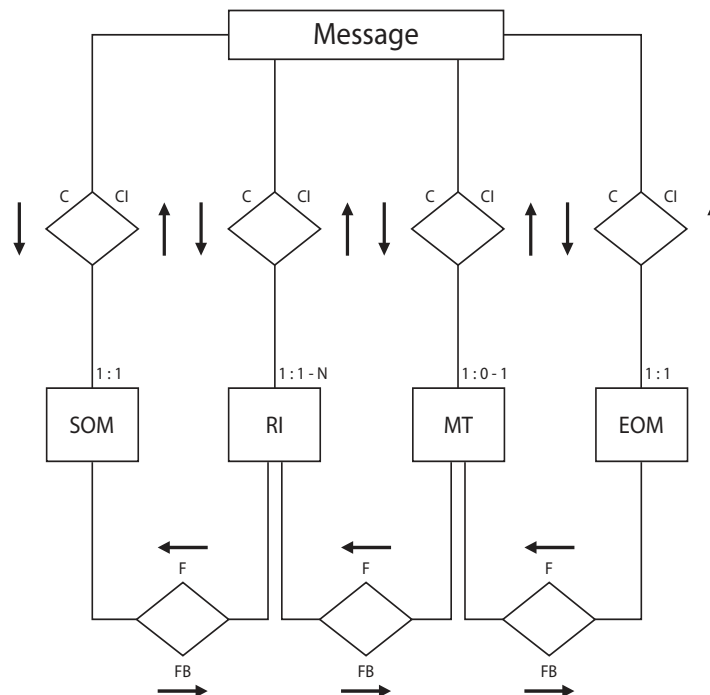 Message
C CI C CI C CI C CI
1 : 1 1 : 1 - N 1 : 0 - 1 1 : 1
SOM RI MT EOM
F F F
FB FB FB